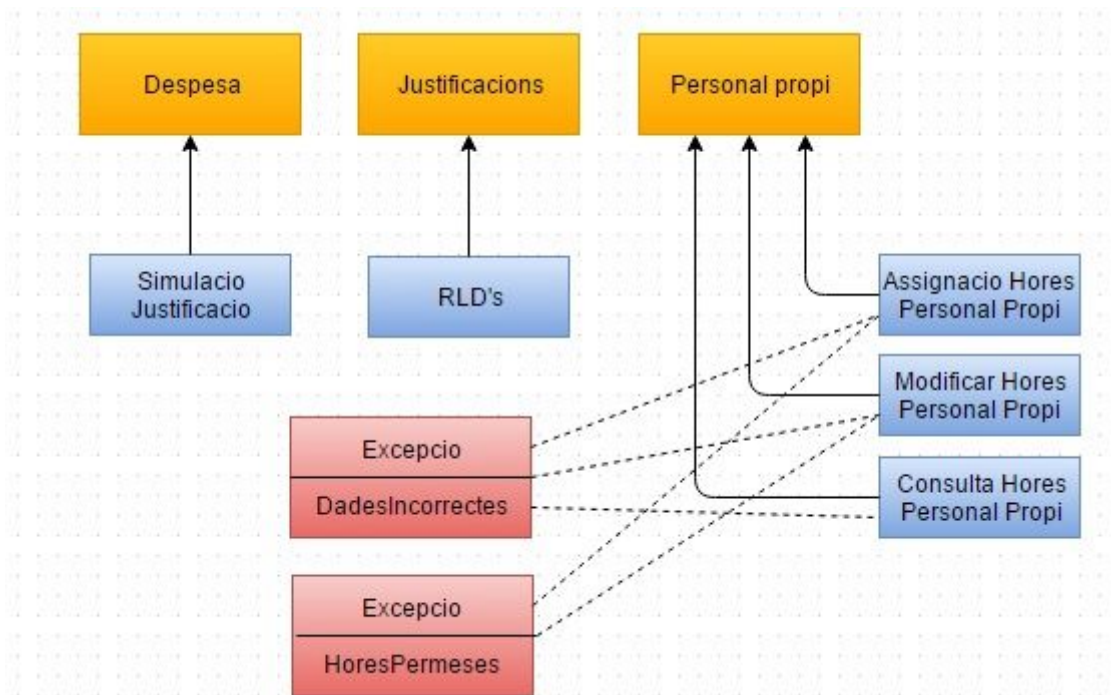 Despesa
Justificacions
Personal propi
Simulacio
Justificacio
RLD's
Assignacio Hores
Personal Propi
Modificar Hores
Personal Propi
Excepcio
DadesIncorrectes
Consulta Hores
Personal Propi
Excepcio
HoresPermeses